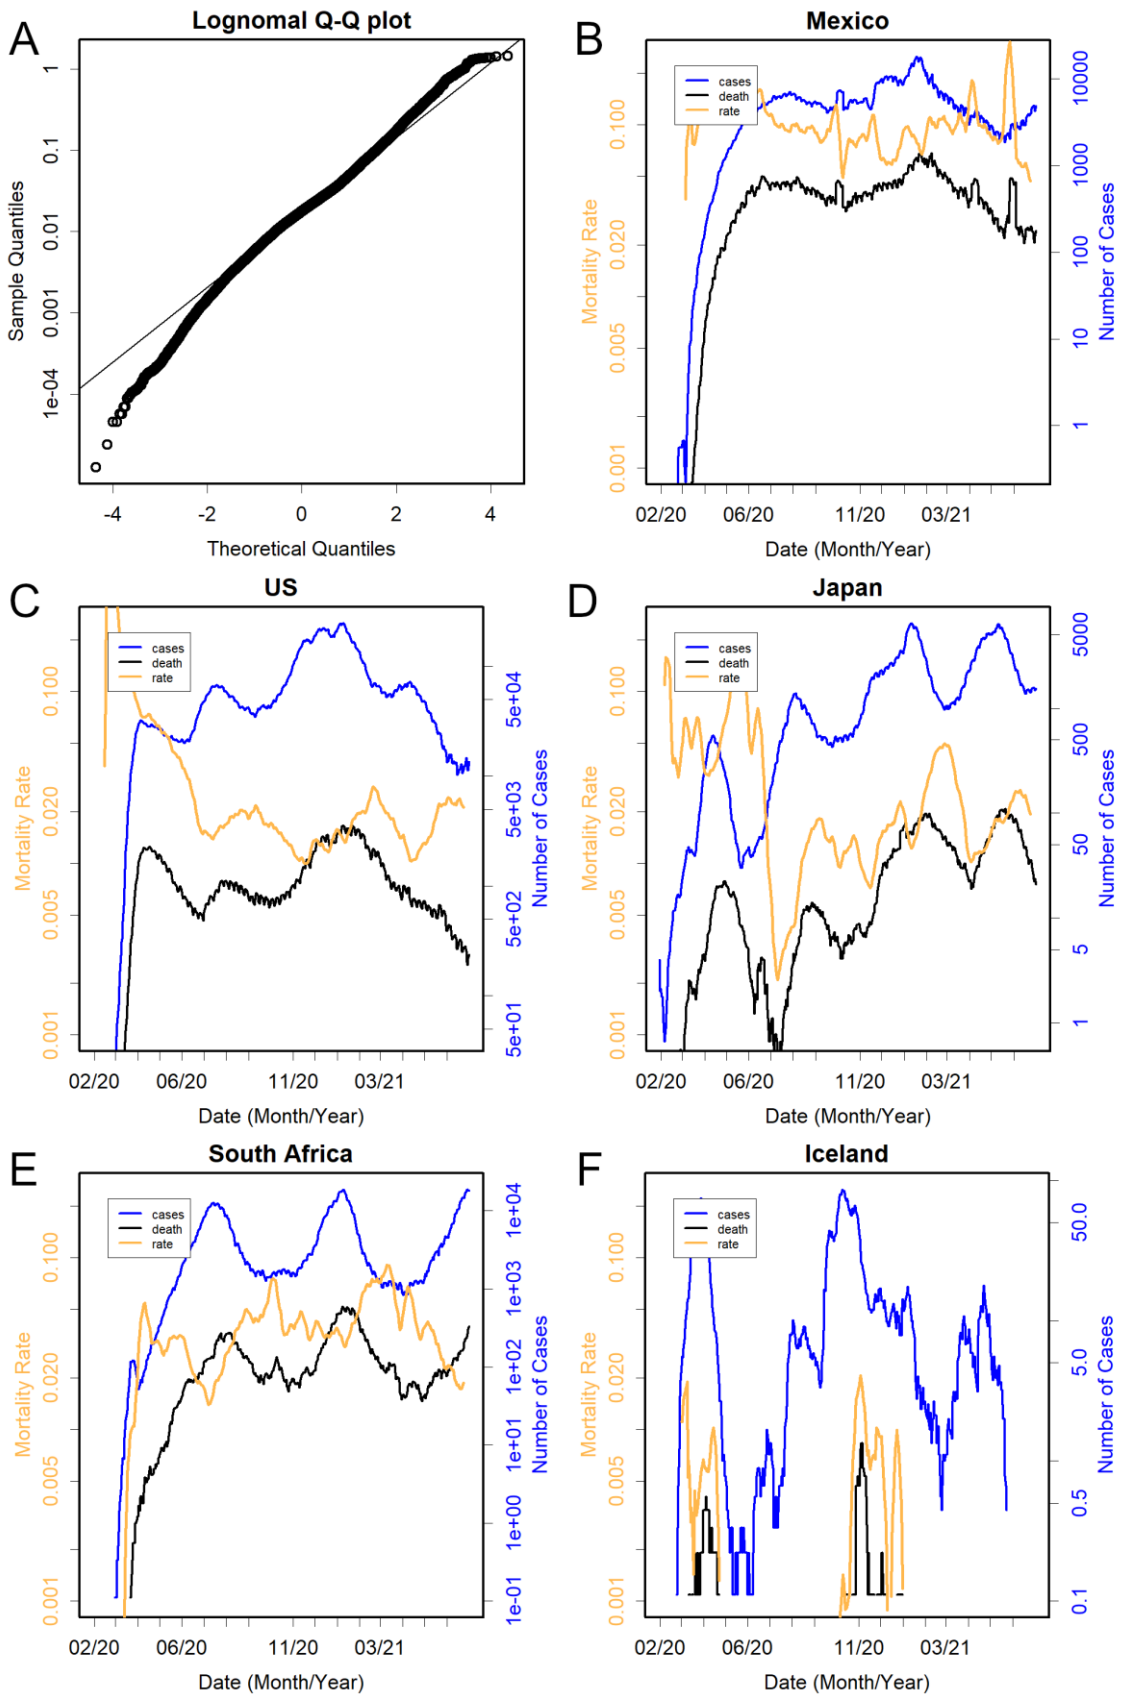 A
Lognomal Q-Q plot
Sample Quantiles
1
0.1
0.01
0.001
1e-04
-4 -2 0 2 4
Theoretical Quantiles
B
Mexico
cases
death
rate
Mortality Rate
0.100
0.020
0.005
0.001
Number of Cases
10000
1000
100
10
1
02/20 06/20 11/20 03/21
Date (Month/Year)
C
US
cases
death
rate
Mortality Rate
0.100
0.020
0.005
0.001
Number of Cases
5e+04
5e+03
5e+02
5e+01
02/20 06/20 11/20 03/21
Date (Month/Year)
D
Japan
cases
death
rate
Mortality Rate
0.100
0.020
0.005
0.001
Number of Cases
5000
500
50
5
1
02/20 06/20 11/20 03/21
Date (Month/Year)
E
South Africa
cases
death
rate
Mortality Rate
0.100
0.020
0.005
0.001
Number of Cases
1e+04
1e+03
1e+02
1e+01
1e+00
1e-01
02/20 06/20 11/20 03/21
Date (Month/Year)
F
Iceland
cases
death
rate
Mortality Rate
0.100
0.020
0.005
0.001
Number of Cases
50.0
5.0
0.5
0.1
02/20 06/20 11/20 03/21
Date (Month/Year)